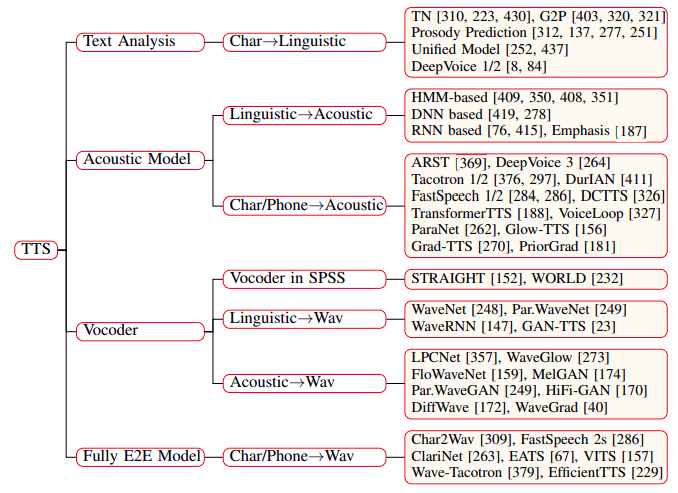 TTS
Text Analysis
Char→Linguistic
TN [310, 223, 430], G2P [403, 320, 321]
Prosody Prediction [312, 137, 277, 251]
Unified Model [252, 437]
DeepVoice 1/2 [8, 84]
Acoustic Model
Linguistic→Acoustic
HMM-based [409, 350, 408, 351]
DNN based [419, 278]
RNN based [76, 415], Emphasis [187]
Char/Phone→Acoustic
ARST [369], DeepVoice 3 [264]
Tacotron 1/2 [376, 297], DurIAN [411]
FastSpeech 1/2 [284, 286], DCTTS [326]
TransformerTTS [188], VoiceLoop [327]
ParaNet [262], Glow-TTS [156]
Grad-TTS [270], PriorGrad [181]
Vocoder
Vocoder in SPSS
STRAIGHT [152], WORLD [232]
Linguistic→Wav
WaveNet [248], Par.WaveNet [249]
WaveRNN [147], GAN-TTS [23]
Acoustic→Wav
LPCNet [357], WaveGlow [273]
FloWaveNet [159], MelGAN [174]
Par.WaveGAN [249], HiFi-GAN [170]
DiffWave [172], WaveGrad [40]
Fully E2E Model
Char/Phone→Wav
Char2Wav [309], FastSpeech 2s [286]
ClariNet [263], EATS [67], VITS [157]
Wave-Tacotron [379], EfficientTTS [229]